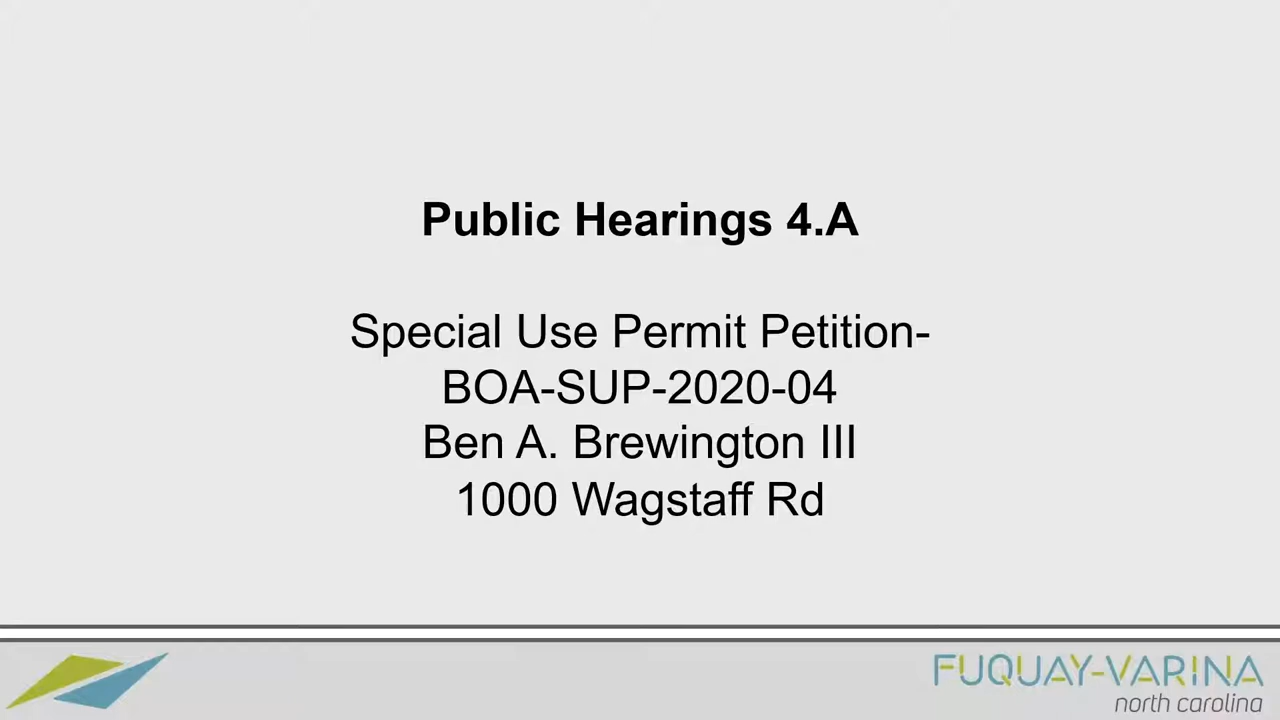 Public Hearings 4.A
Special Use Permit Petition-
BOA-SUP-2020-04
Ben A. Brewington III
1000 Wagstaff Rd
FUQUAY-VARINA
north carolina